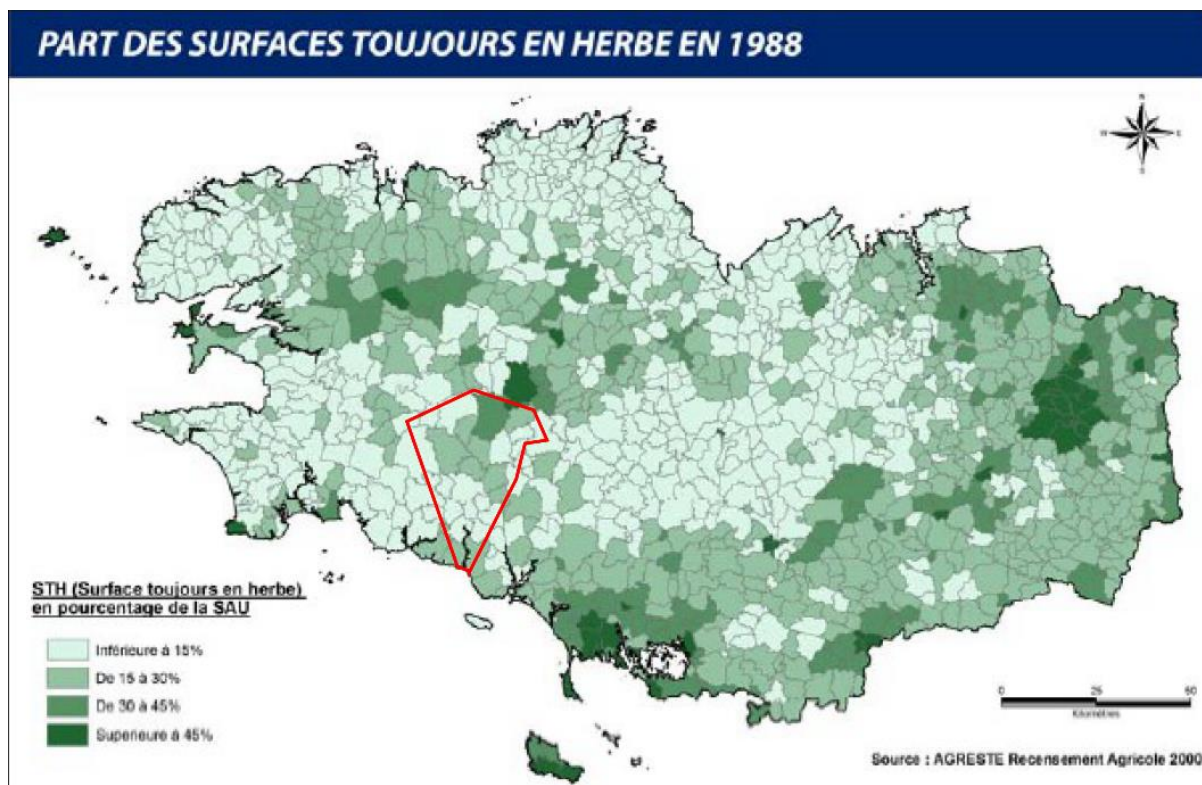 PART DES SURFACES TOUJOURS EN HERBE EN 1988
N
W E
S
STH (Surface toujours en herbe)
en pourcentage de la SAU
Inférieure à 15%
De 15 à 30%
De 30 à 45%
Supérieure à 45%
0 25 50
Kilomètres
Source : AGRESTE Recensement Agricole 2000